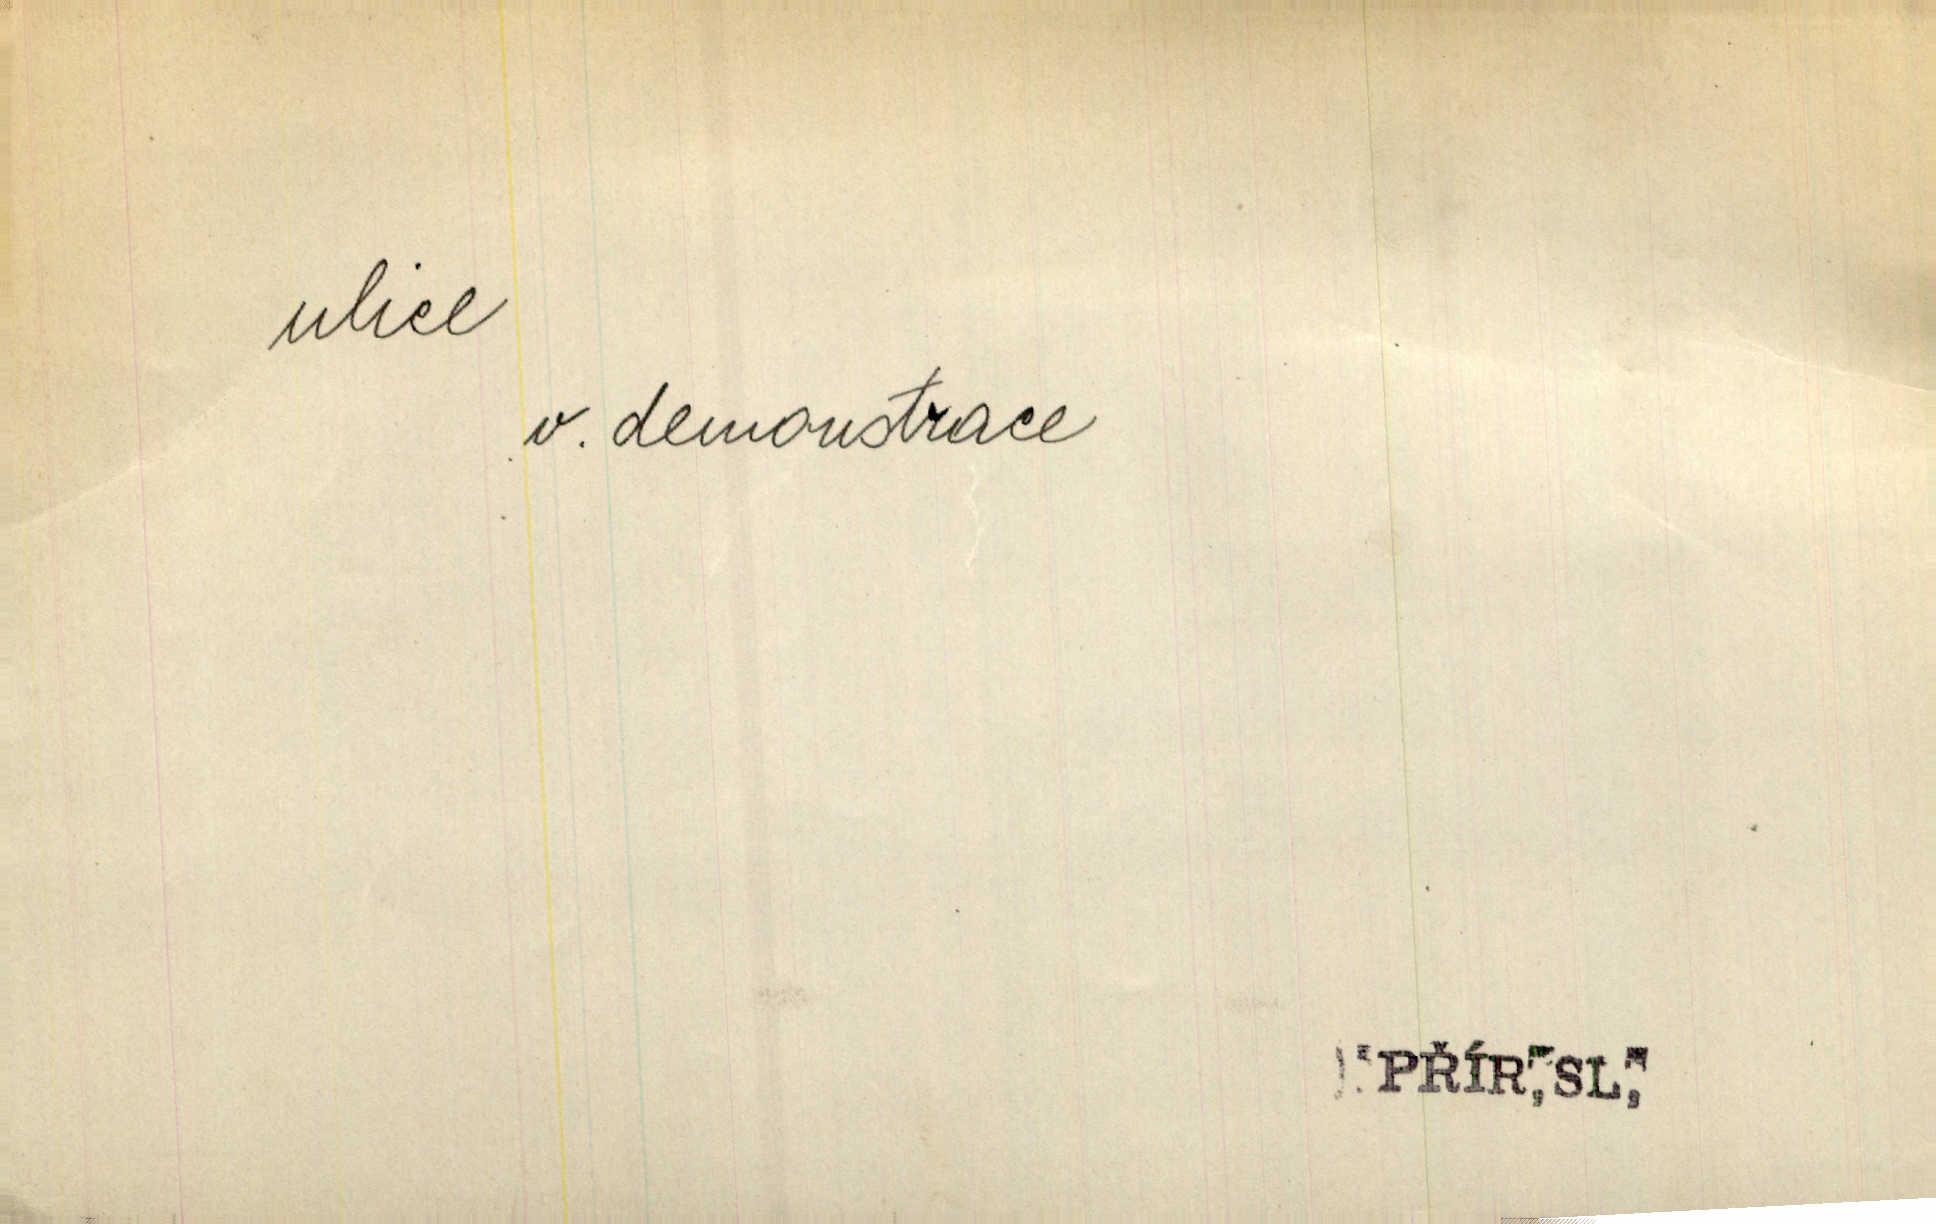 ulice
v. demonstrace
PŘÍR, SL,